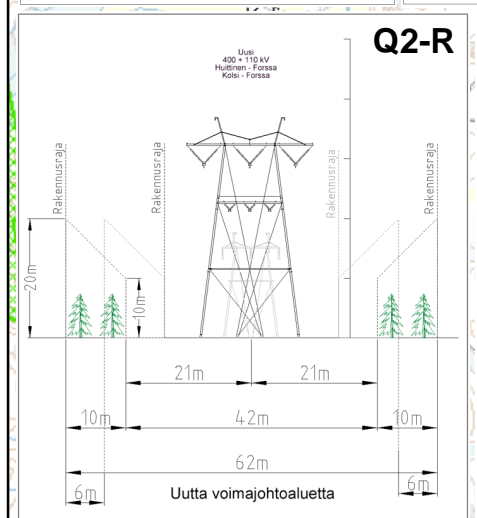 Q2-R
Uusi
400 + 110 kV
Huittinen - Forssa
Kolsi - Forssa
Rakennusraja
Rakennusraja
Rakennusraja
Rakennusraja
20m
10m
21m
21m
10m
42m
10m
62m
6m
Uutta voimajohtoaluetta
6m